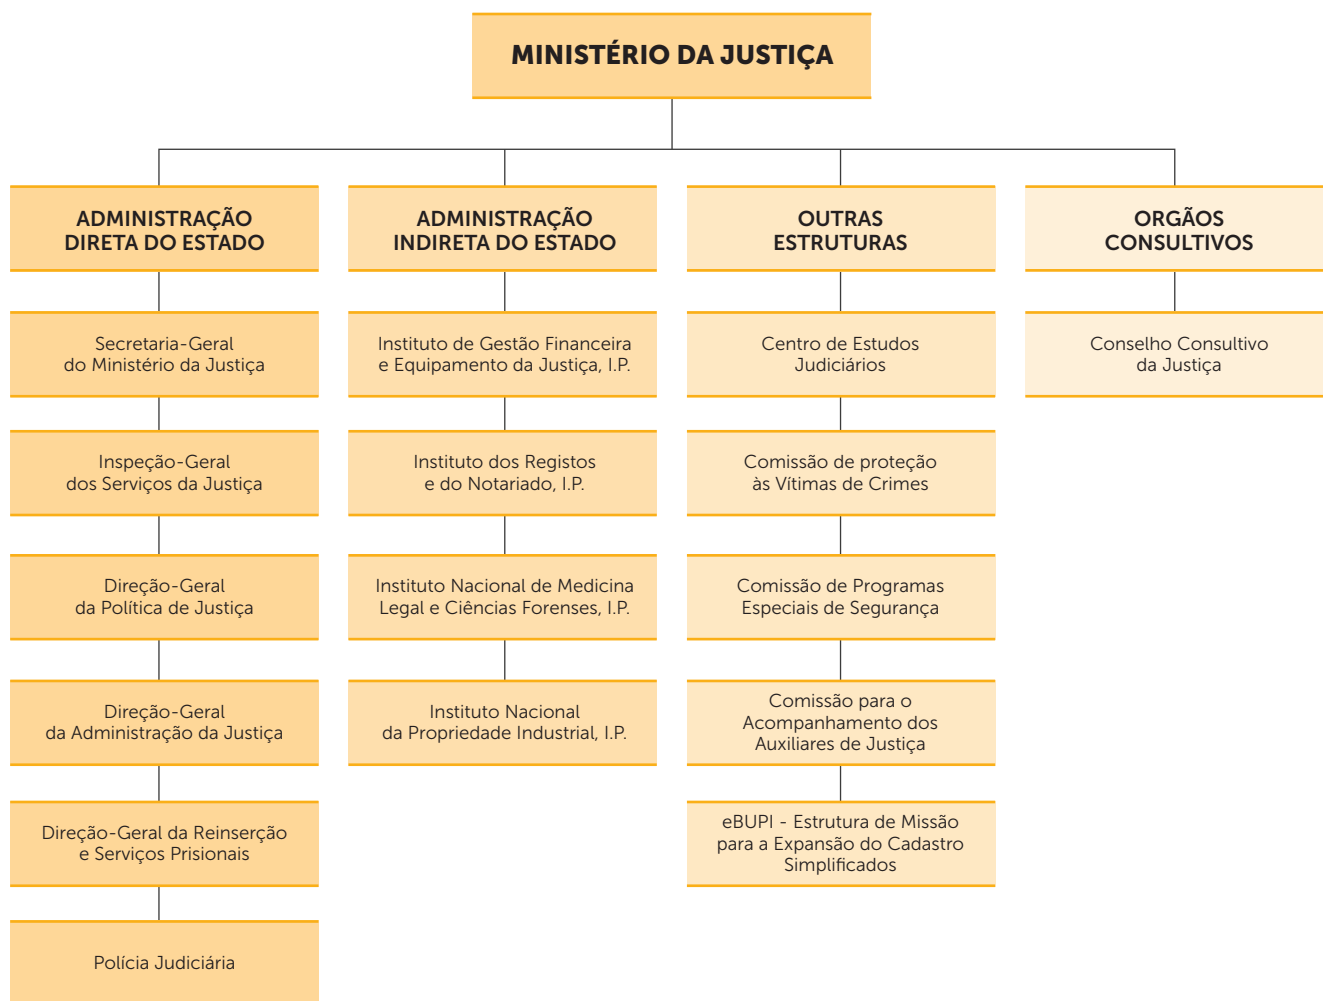 MINISTÉRIO DA JUSTIÇA
ADMINISTRAÇÃO
DIRETA DO ESTADO
Secretaria-Geral
do Ministério da Justiça
Inspeção-Geral
dos Serviços da Justiça
Direção-Geral
da Política de Justiça
Direção-Geral
da Administração da Justiça
Direção-Geral da Reinserção
e Serviços Prisionais
Polícia Judiciária
ADMINISTRAÇÃO
INDIRETA DO ESTADO
Instituto de Gestão Financeira
e Equipamento da Justiça, I.P.
Instituto dos Registos
e do Notariado, I.P.
Instituto Nacional de Medicina
Legal e Ciências Forenses, I.P.
Instituto Nacional
da Propriedade Industrial, I.P.
OUTRAS
ESTRUTURAS
Centro de Estudos
Judiciários
Comissão de proteção
às Vítimas de Crimes
Comissão de Programas
Especiais de Segurança
Comissão para o
Acompanhamento dos
Auxiliares de Justiça
eBUPI - Estrutura de Missão
para a Expansão do Cadastro
Simplificados
ORGÃOS
CONSULTIVOS
Conselho Consultivo
da Justiça